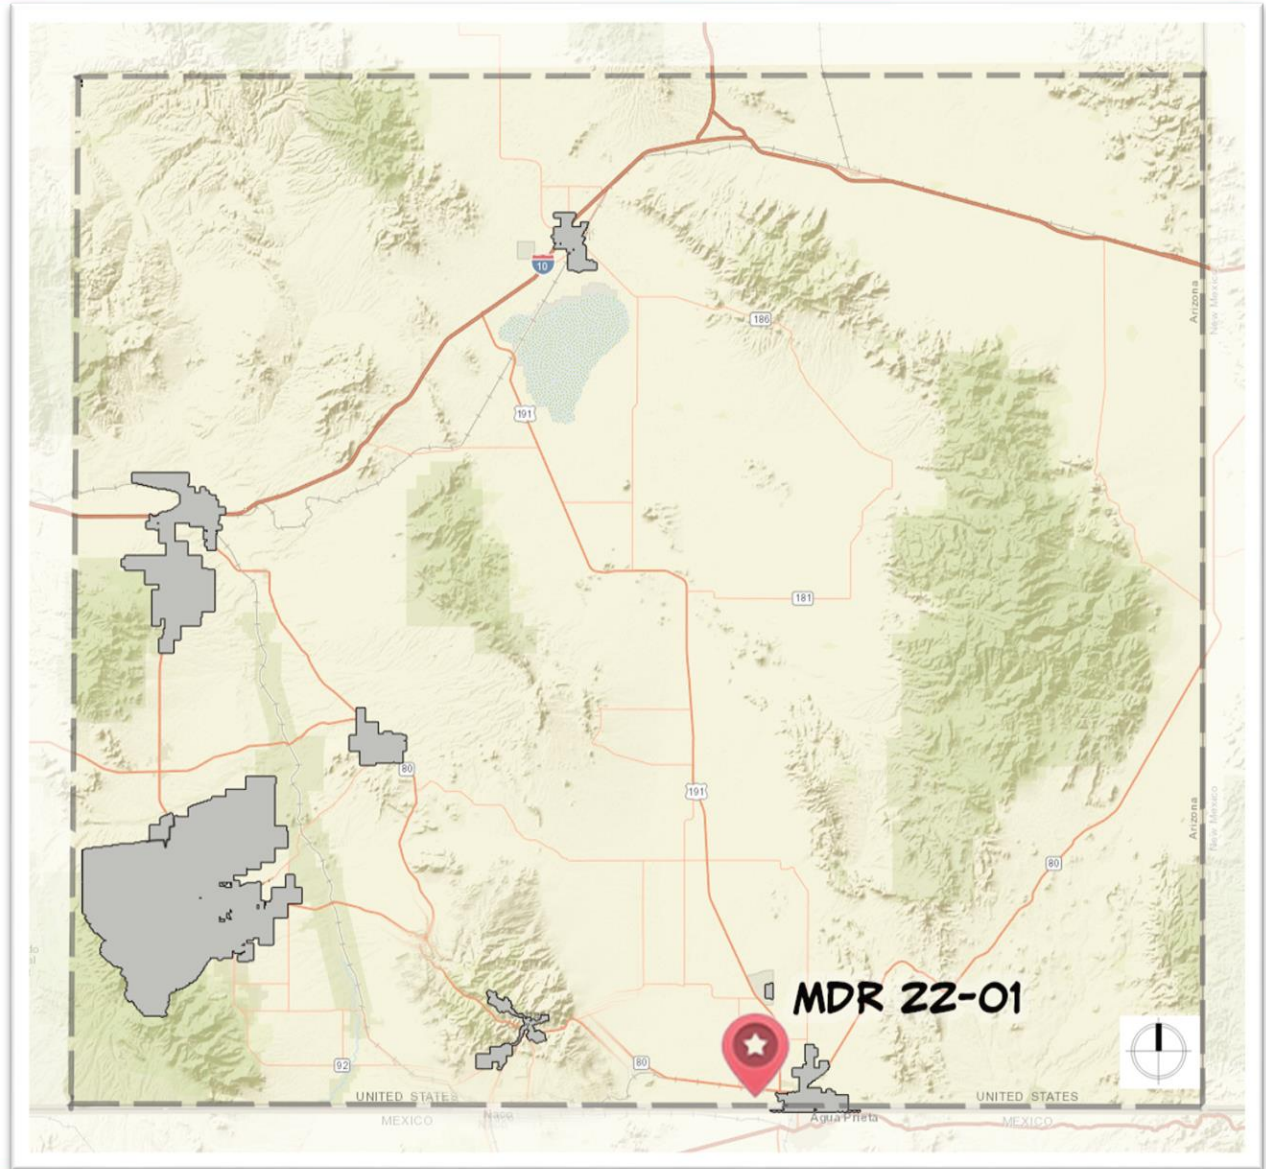 10
186
Arizona
New Mexico
191
181
80
191
Arizona
New Mexico
80
MDR 22-01
92
80
UNITED STATES
UNITED STATES
MEXICO
Naco
Agua Prieta
MEXICO